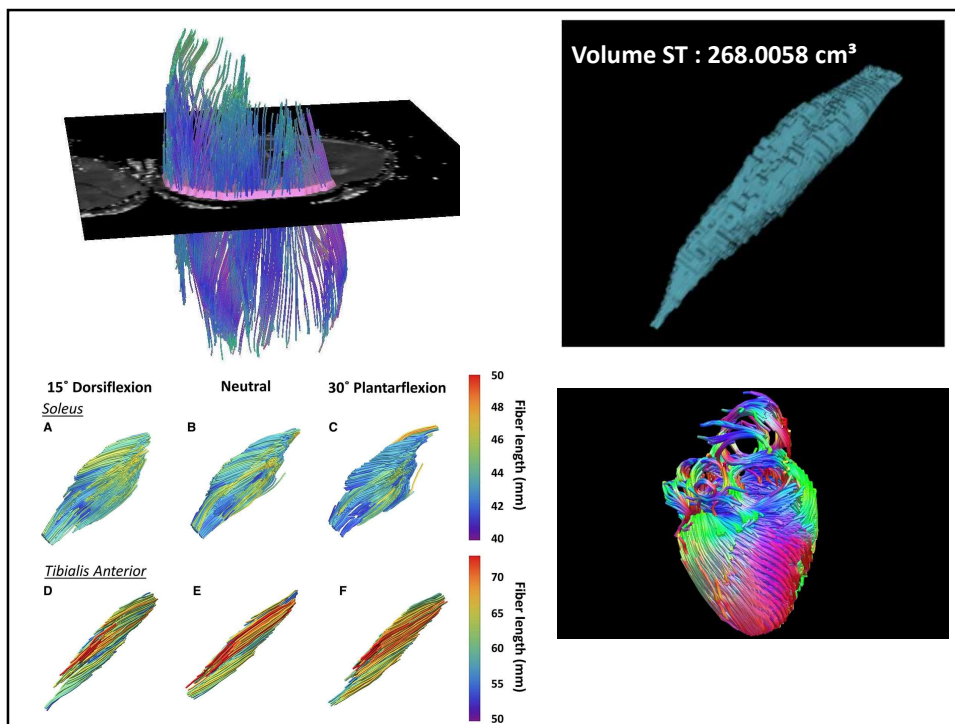 Volume ST : 268.0058 cm³
15˚ Dorsiflexion
Neutral
30˚ Plantarflexion
Soleus
A
B
C
50
48
46
44
42
40
Fiber length (mm)
Tibialis Anterior
D
E
F
70
65
60
55
50
Fiber length (mm)